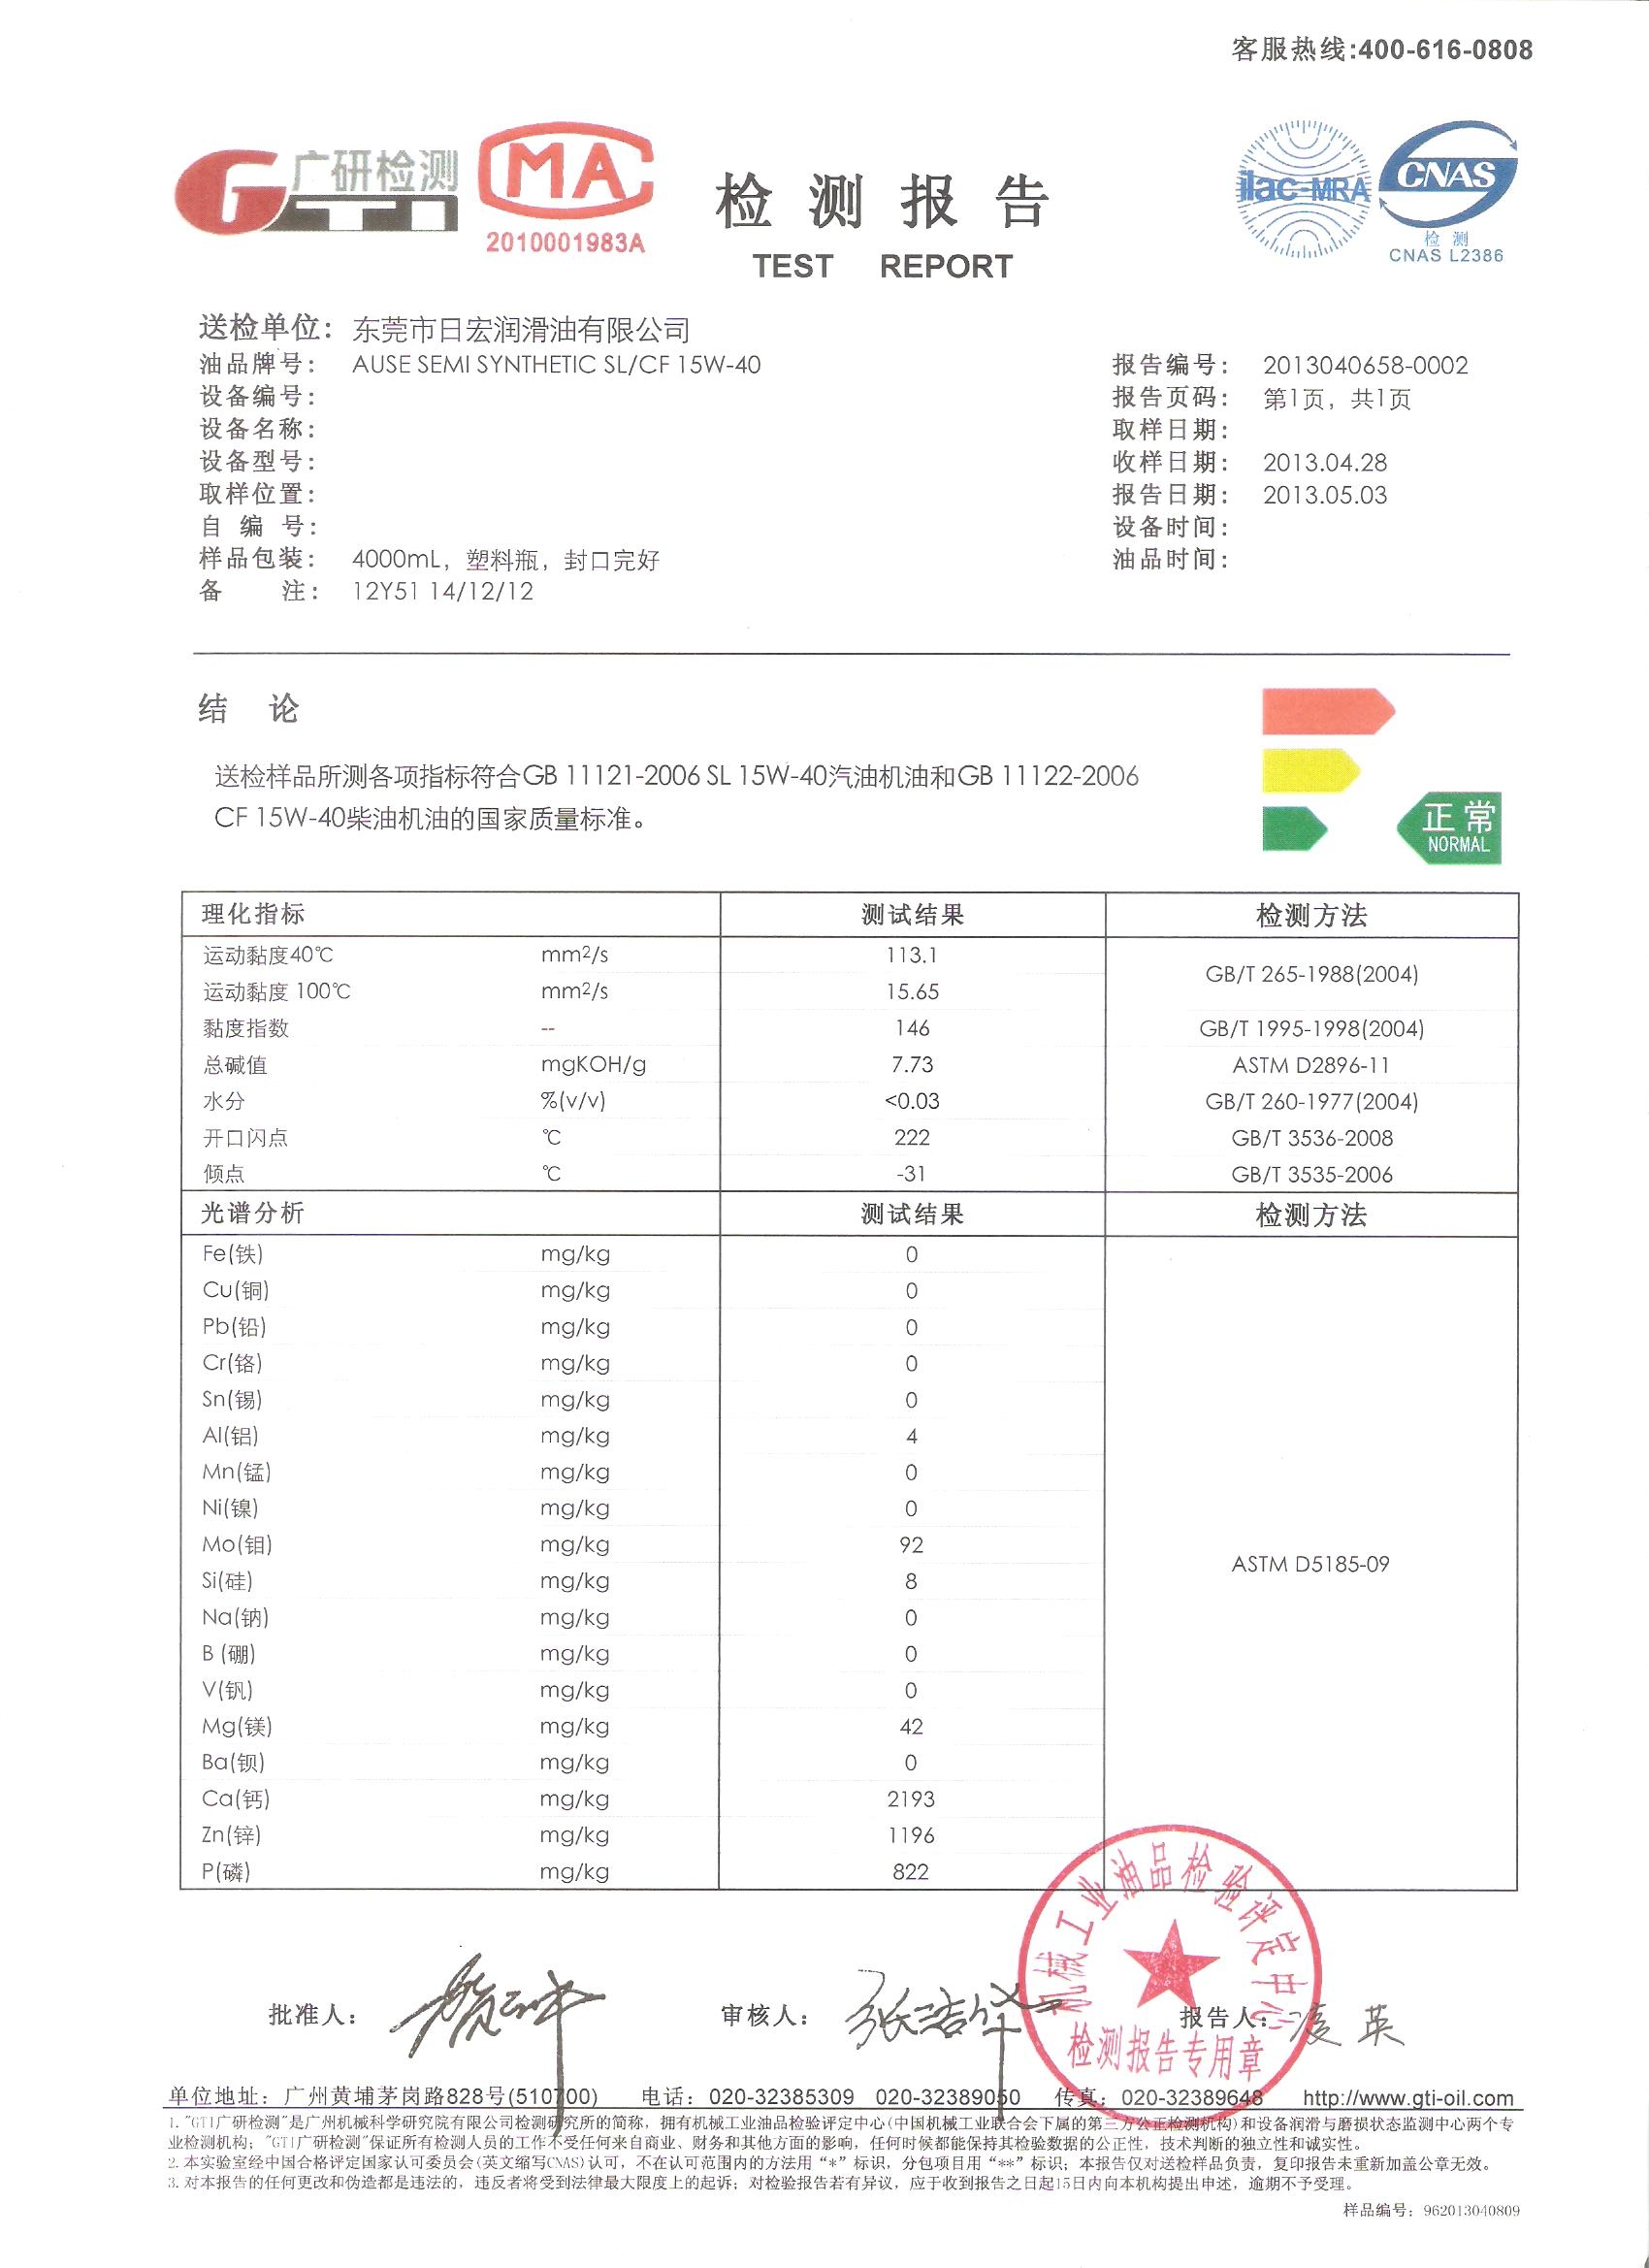 客服热线:400-616-0808
广研检测
GTI
MA
2010001983A
检测报告
TEST REPORT
ilac-MRA
CNAS
检测
CNAS L2386
送检单位: 东莞市日宏润滑油有限公司
油品牌号: AUSE SEMI SYNTHETIC SL/CF 15W-40 报告编号: 2013040658-0002
设备编号: 报告页码: 第1页，共1页
设备名称: 取样日期:
设备型号: 收样日期: 2013.04.28
取样位置: 报告日期: 2013.05.03
自 编 号: 设备时间:
样品包装: 4000mL，塑料瓶，封口完好 油品时间:
备 注: 12Y51 14/12/12
结 论
送检样品所测各项指标符合GB 11121-2006 SL 15W-40汽油机油和GB 11122-2006
CF 15W-40柴油机油的国家质量标准。
正常
NORMAL
理化指标 测试结果 检测方法
运动黏度40℃ mm2/s 113.1 GB/T 265-1988(2004)
运动黏度 100℃ mm2/s 15.65
黏度指数 -- 146 GB/T 1995-1998(2004)
总碱值 mgKOH/g 7.73 ASTM D2896-11
水分 %(v/v) <0.03 GB/T 260-1977(2004)
开口闪点 ℃ 222 GB/T 3536-2008
倾点 ℃ -31 GB/T 3535-2006
光谱分析 测试结果 检测方法
Fe(铁) mg/kg 0
Cu(铜) mg/kg 0
Pb(铅) mg/kg 0
Cr(铬) mg/kg 0
Sn(锡) mg/kg 0
Al(铝) mg/kg 4
Mn(锰) mg/kg 0
Ni(镍) mg/kg 0
Mo(钼) mg/kg 92
ASTM D5185-09
Si(硅) mg/kg 8
Na(钠) mg/kg 0
B (硼) mg/kg 0
V(钒) mg/kg 0
Mg(镁) mg/kg 42
Ba(钡) mg/kg 0
Ca(钙) mg/kg 2193
Zn(锌) mg/kg 1196
P(磷) mg/kg 822
机械工业油品检验评定中心
检测报告专用章
批准人: 审核人: 张洁华 报告人: 凌英
单位地址: 广州黄埔茅岗路828号(510700) 电话: 020-32385309 020-32389050 传真: 020-32389648 http://www.gti-oil.com
1."GTI广研检测"是广州机械科学研究院有限公司检测研究所的简称，拥有机械工业油品检验评定中心(中国机械工业联合会下属的第三方公正检测机构)和设备润滑与磨损状态监测中心两个专
业检测机构；"GTI广研检测"保证所有检测人员的工作不受任何来自商业、财务和其他方面的影响，任何时候都能保持其检验数据的公正性，技术判断的独立性和诚实性。
2.本实验室经中国合格评定国家认可委员会(英文缩写CNAS)认可，不在认可范围内的方法用“*”标识，分包项目用“**”标识；本报告仅对送检样品负责，复印报告未重新加盖公章无效。
3.对本报告的任何更改和伪造都是违法的，违反者将受到法律最大限度上的起诉；对检验报告若有异议，应于收到报告之日起15日内向本机构提出申述，逾期不予受理。
样品编号: 962013040809